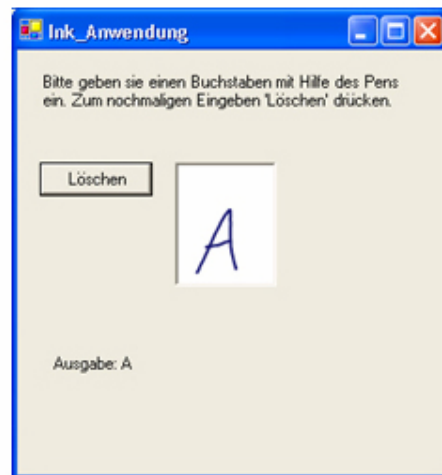 Ink_Anwendung
Bitte geben sie einen Buchstaben mit Hilfe des Pens
ein. Zum nochmaligen Eingeben 'Löschen' drücken.
Löschen
A
Ausgabe: A